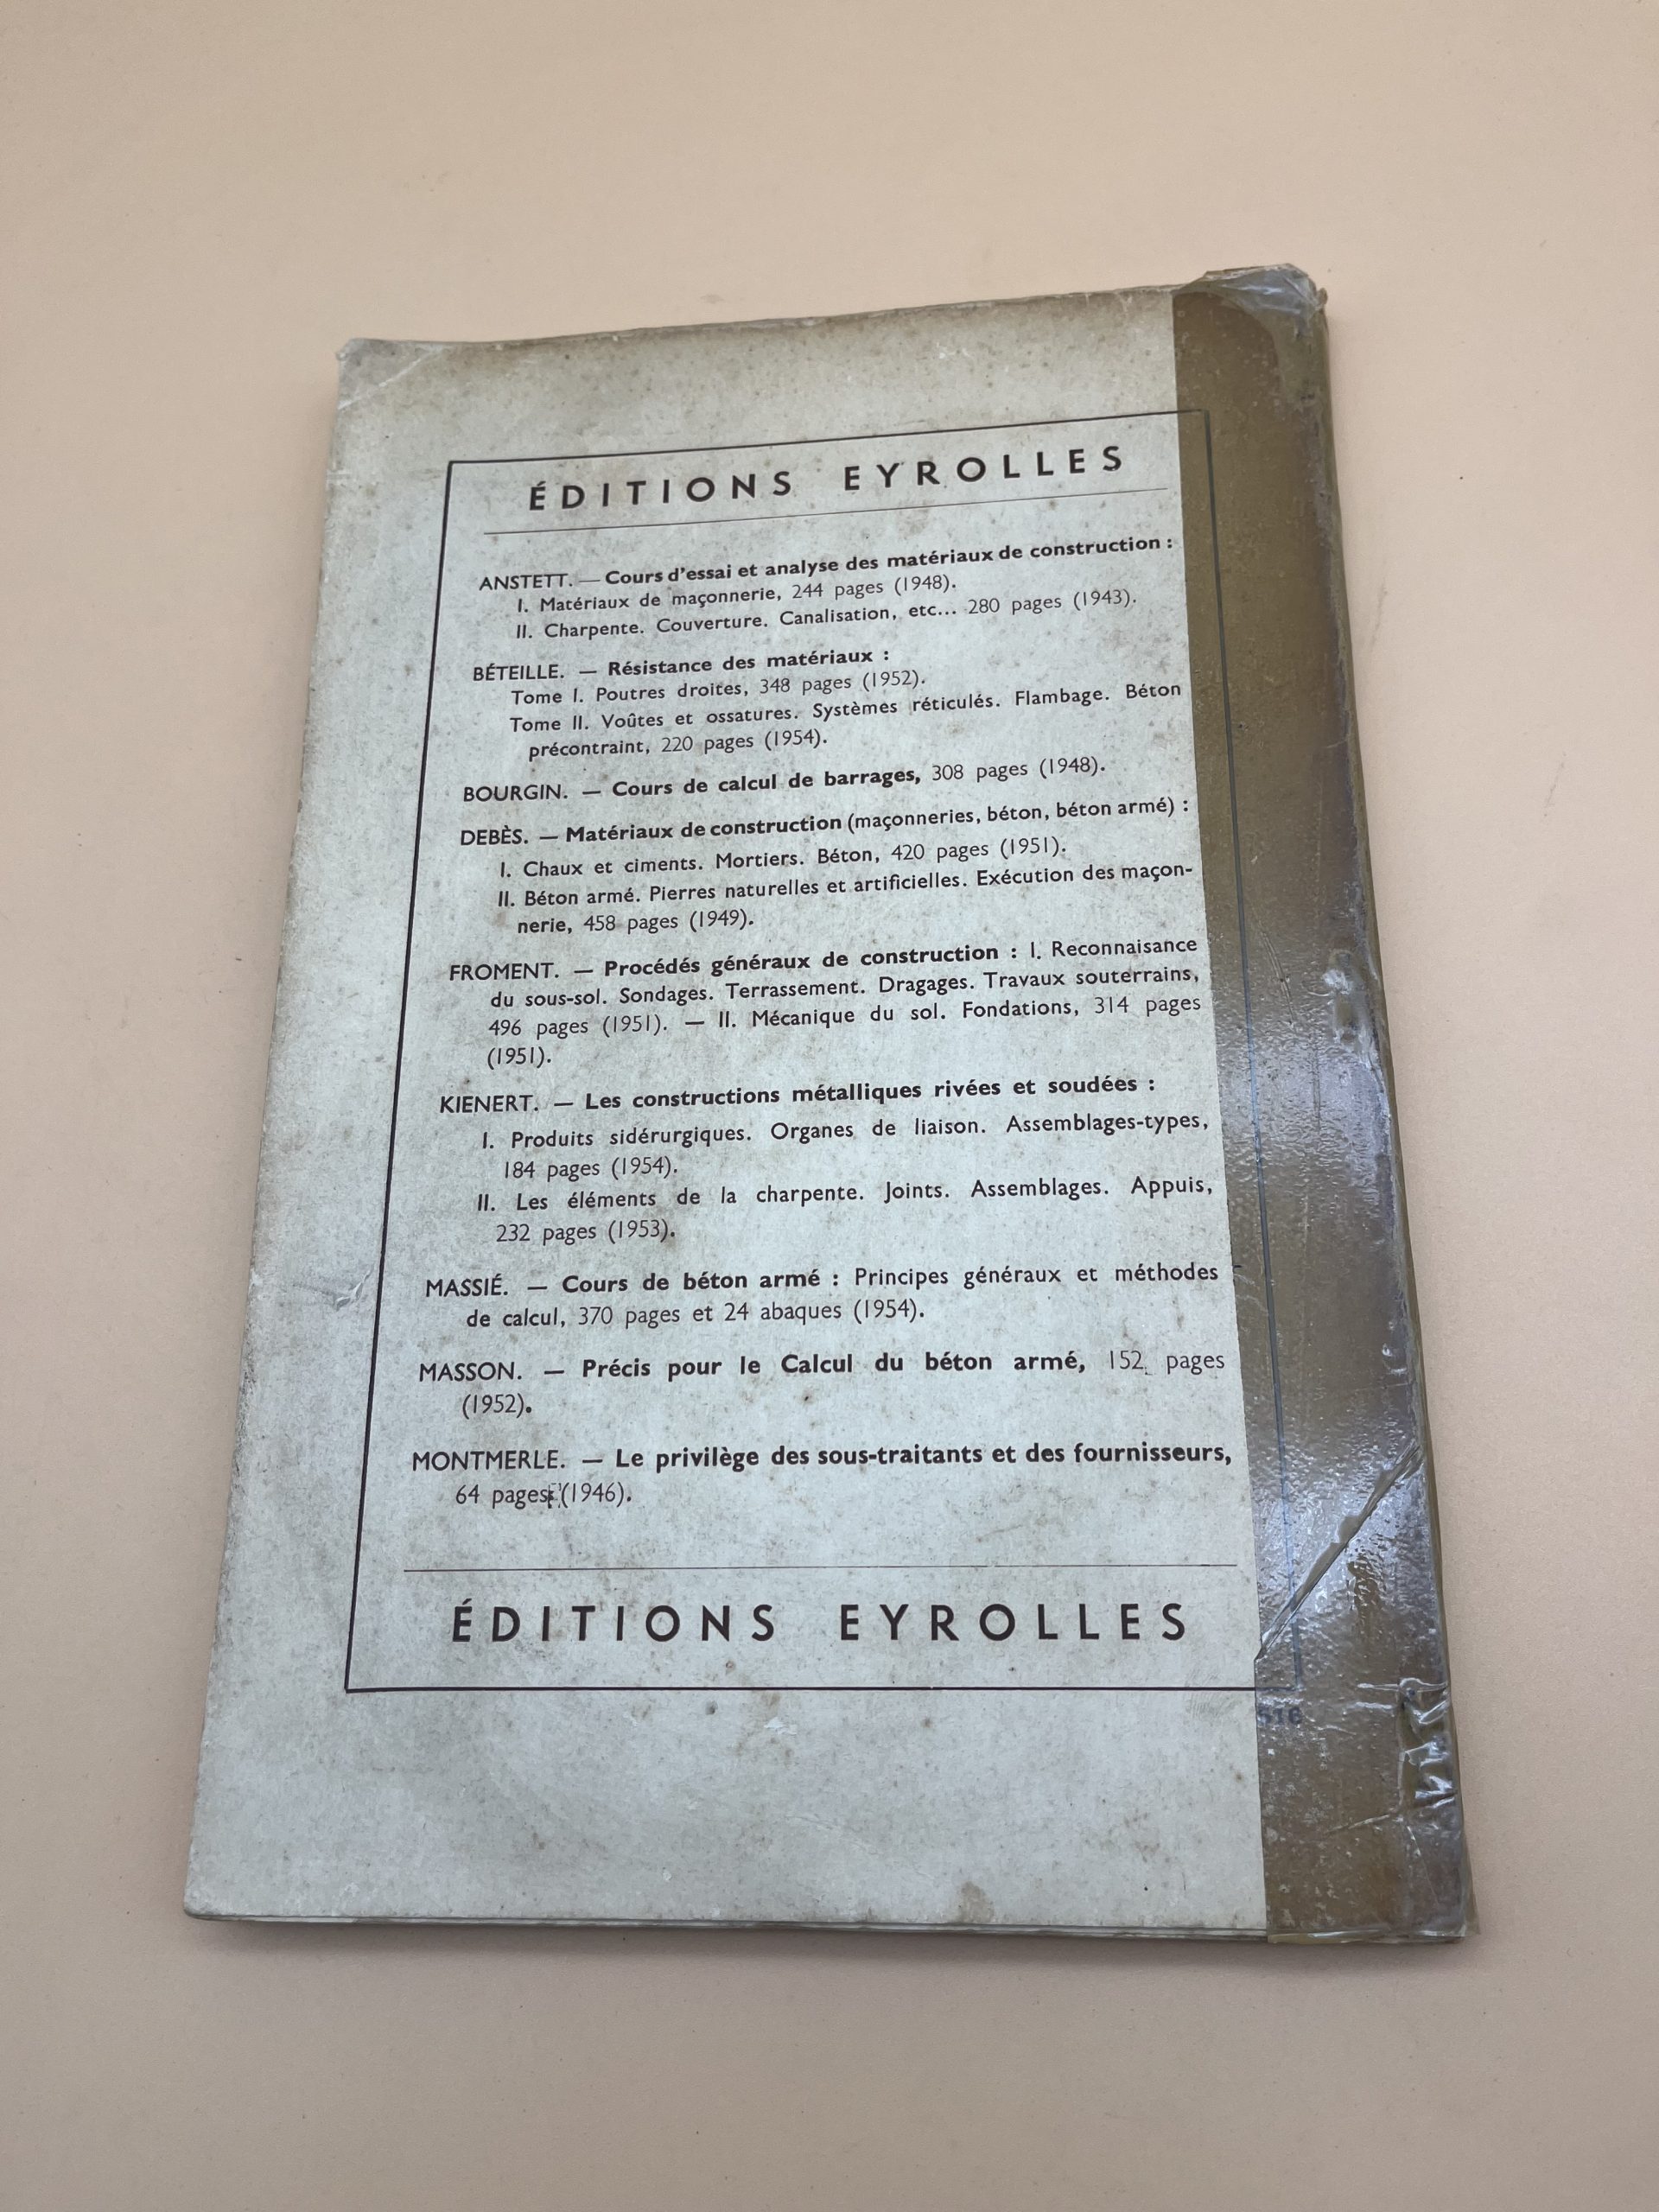 ÉDITIONS EYROLLES
ANSTETT. — Cours d'essai et analyse des matériaux de construction :
I. Matériaux de maçonnerie, 244 pages (1948).
II. Charpente. Couverture. Canalisation, etc... 280 pages (1943).
BÉTEILLE. — Résistance des matériaux :
Tome I. Poutres droites, 348 pages (1952).
Tome II. Voûtes et ossatures. Systèmes réticulés. Flambage. Béton
précontraint, 220 pages (1954).
BOURGIN. — Cours de calcul de barrages, 308 pages (1948).
DEBÈS. — Matériaux de construction (maçonneries, béton, béton armé) :
I. Chaux et ciments. Mortiers. Béton, 420 pages (1951).
II. Béton armé. Pierres naturelles et artificielles. Exécution des maçon-
nerie, 458 pages (1949).
FROMENT. — Procédés généraux de construction : I. Reconnaisance
du sous-sol. Sondages. Terrassement. Dragages. Travaux souterrains,
496 pages (1951). — II. Mécanique du sol. Fondations, 314 pages
(1951).
KIENERT. — Les constructions métalliques rivées et soudées :
I. Produits sidérurgiques. Organes de liaison. Assemblages-types,
184 pages (1954).
II. Les éléments de la charpente. Joints. Assemblages. Appuis,
232 pages (1953).
MASSIÉ. — Cours de béton armé : Principes généraux et méthodes
de calcul, 370 pages et 24 abaques (1954).
MASSON. — Précis pour le Calcul du béton armé, 152 pages
(1952).
MONTMERLE. — Le privilège des sous-traitants et des fournisseurs,
64 pages (1946).
ÉDITIONS EYROLLES